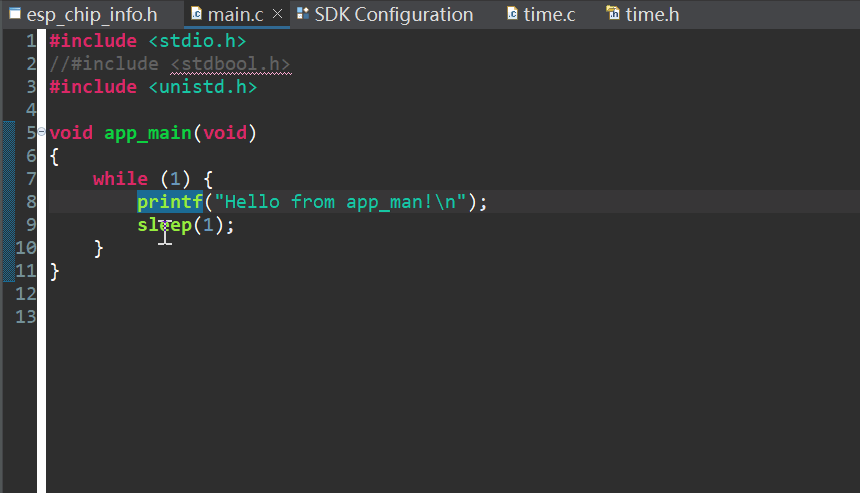 esp_chip_info.h main.c SDK Configuration time.c time.h
1 #include <stdio.h>
2 //#include <stdbool.h>
3 #include <unistd.h>
4
5 void app_main(void)
6 {
7 while (1) {
8 printf("Hello from app_man!\n");
9 sleep(1);
10 }
11 }
12
13